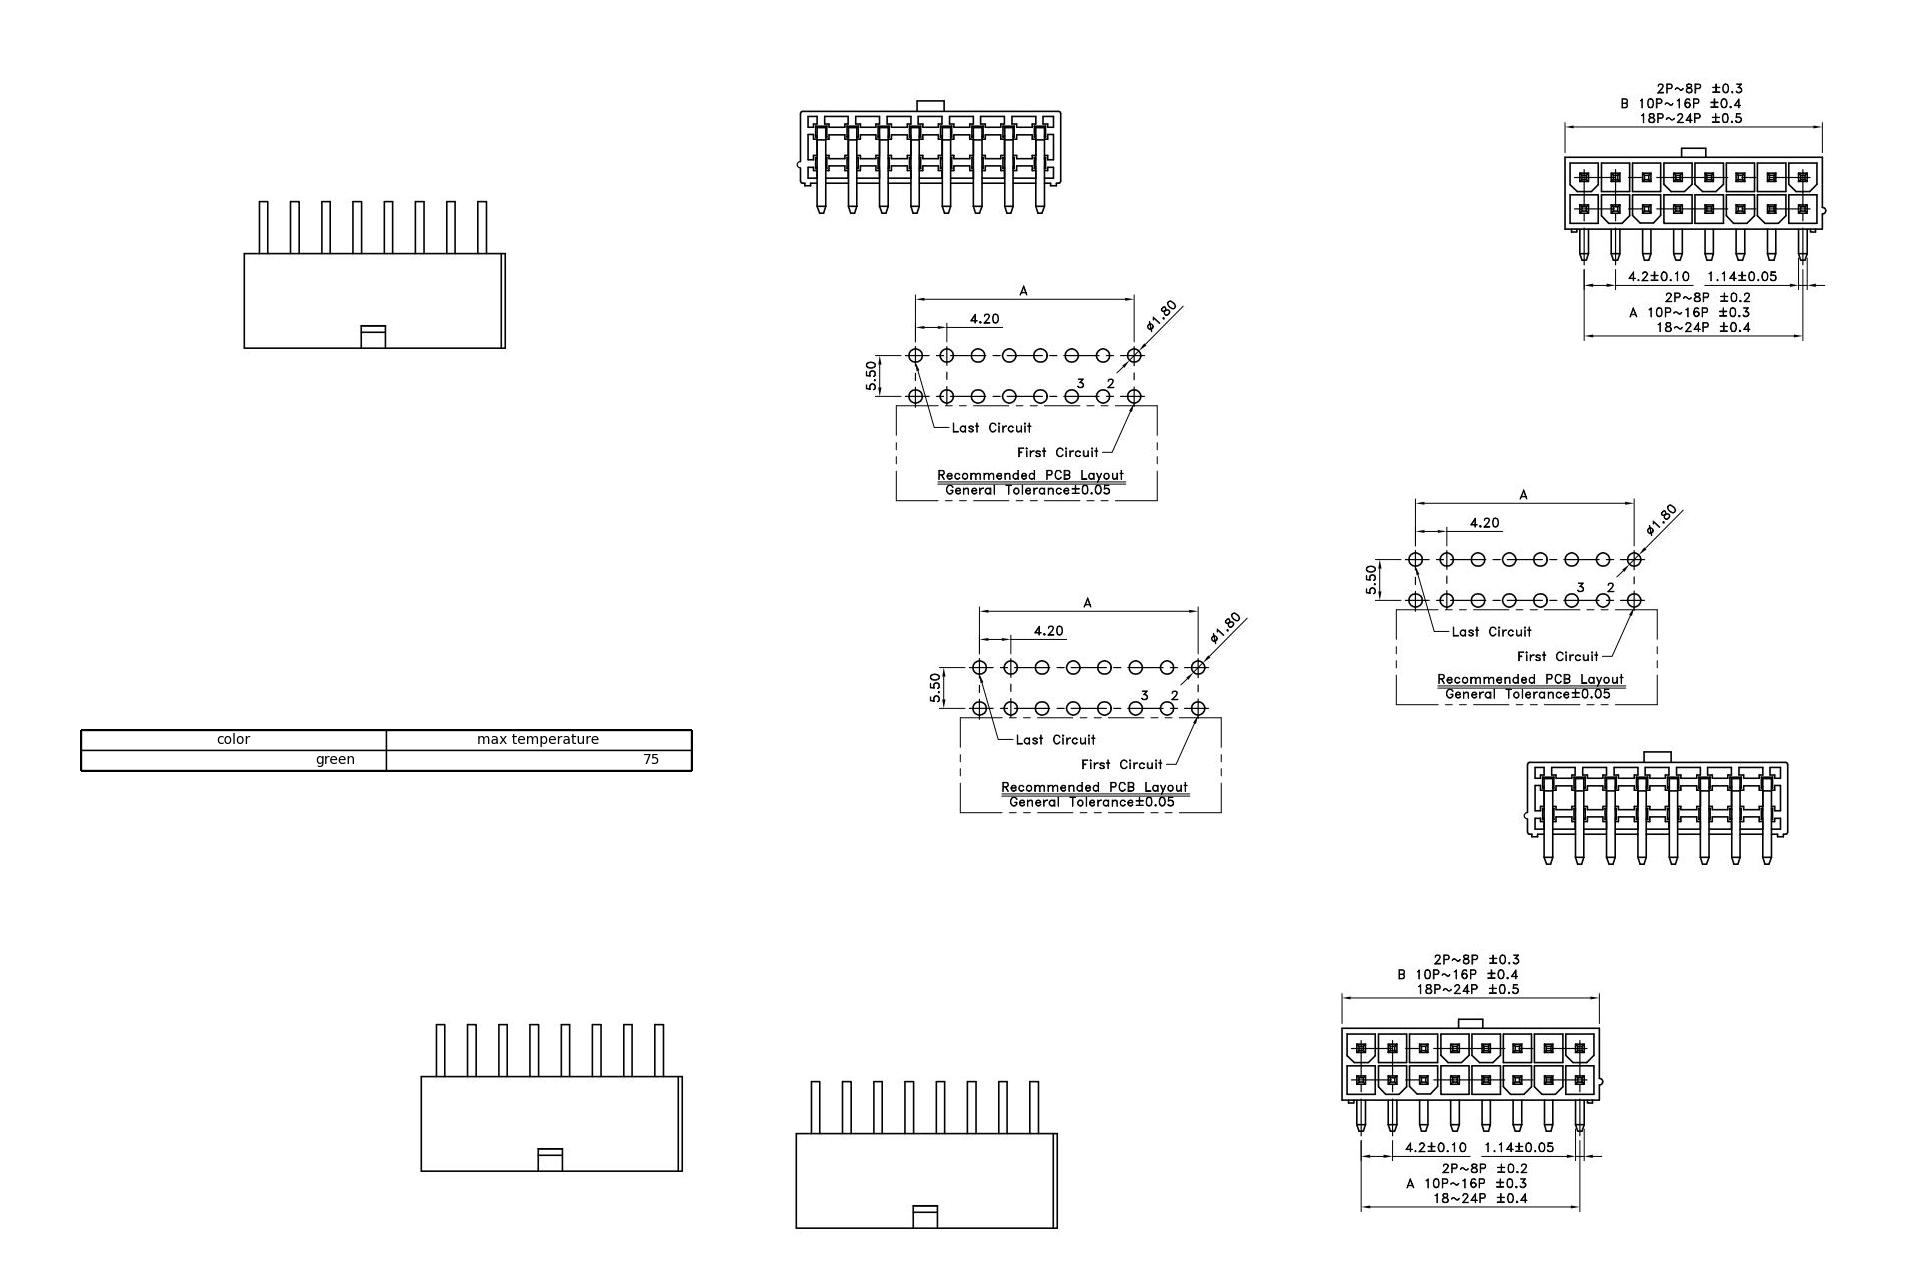 2P~8P ±0.3
B 10P~16P ±0.4
18P~24P ±0.5
4.2±0.10 1.14±0.05
2P~8P ±0.2
A 10P~16P ±0.3
18~24P ±0.4
A
4.20
ø1.80
5.50
3 2
Last Circuit
First Circuit
Recommended PCB Layout
General Tolerance±0.05
A
4.20
ø1.80
5.50
3 2
Last Circuit
First Circuit
Recommended PCB Layout
General Tolerance±0.05
A
4.20
ø1.80
5.50
3 2
Last Circuit
First Circuit
Recommended PCB Layout
General Tolerance±0.05
color max temperature
green 75
2P~8P ±0.3
B 10P~16P ±0.4
18P~24P ±0.5
4.2±0.10 1.14±0.05
2P~8P ±0.2
A 10P~16P ±0.3
18~24P ±0.4